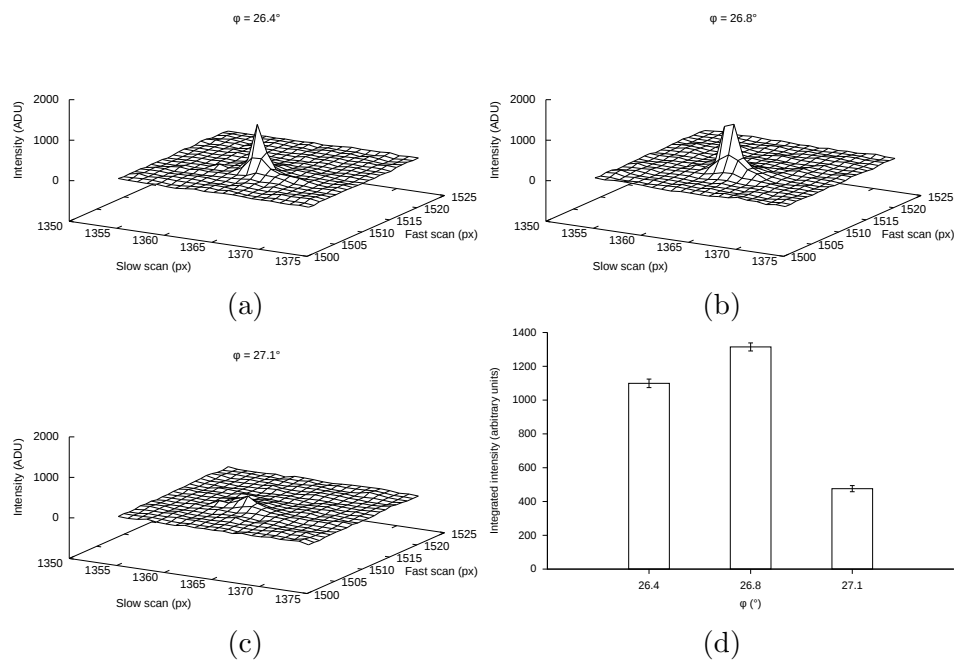 φ = 26.4°
Intensity (ADU)
2000
1000
0
1350
1355
1360
1365
1370
1375
Slow scan (px)
1500
1505
1510
1515
1520
1525
Fast scan (px)
(a)
φ = 26.8°
Intensity (ADU)
2000
1000
0
1350
1355
1360
1365
1370
1375
Slow scan (px)
1500
1505
1510
1515
1520
1525
Fast scan (px)
(b)
φ = 27.1°
Intensity (ADU)
2000
1000
0
1350
1355
1360
1365
1370
1375
Slow scan (px)
1500
1505
1510
1515
1520
1525
Fast scan (px)
(c)
Integrated intensity (arbitrary units)
1400
1200
1000
800
600
400
200
0
26.4 26.8 27.1
φ (°)
(d)